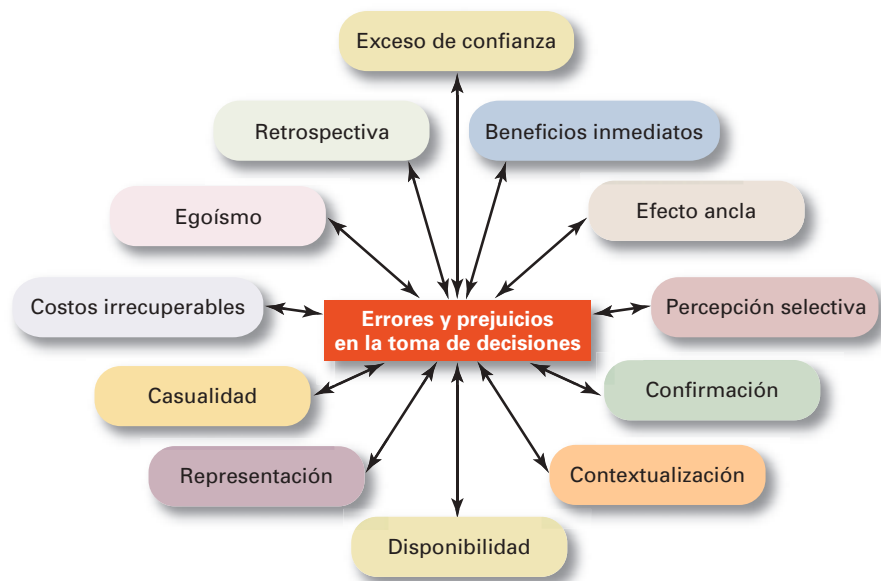 Exceso de confianza
Retrospectiva
Beneficios inmediatos
Egoísmo
Efecto ancla
Costos irrecuperables
Errores y prejuicios
en la toma de decisiones
Percepción selectiva
Casualidad
Confirmación
Representación
Contextualización
Disponibilidad